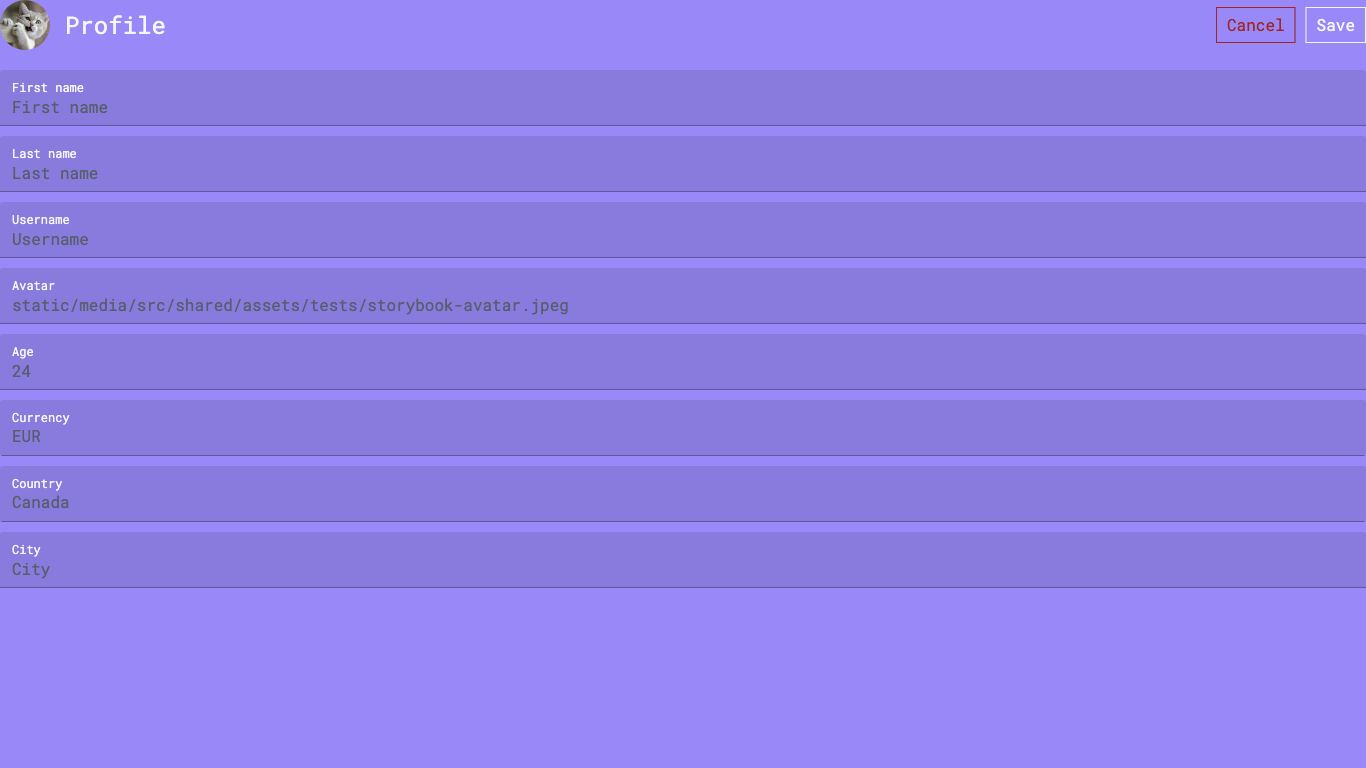 Profile
Cancel
Save
First name
First name
Last name
Last name
Username
Username
Avatar
static/media/src/shared/assets/tests/storybook-avatar.jpeg
Age
24
Currency
EUR
Country
Canada
City
City